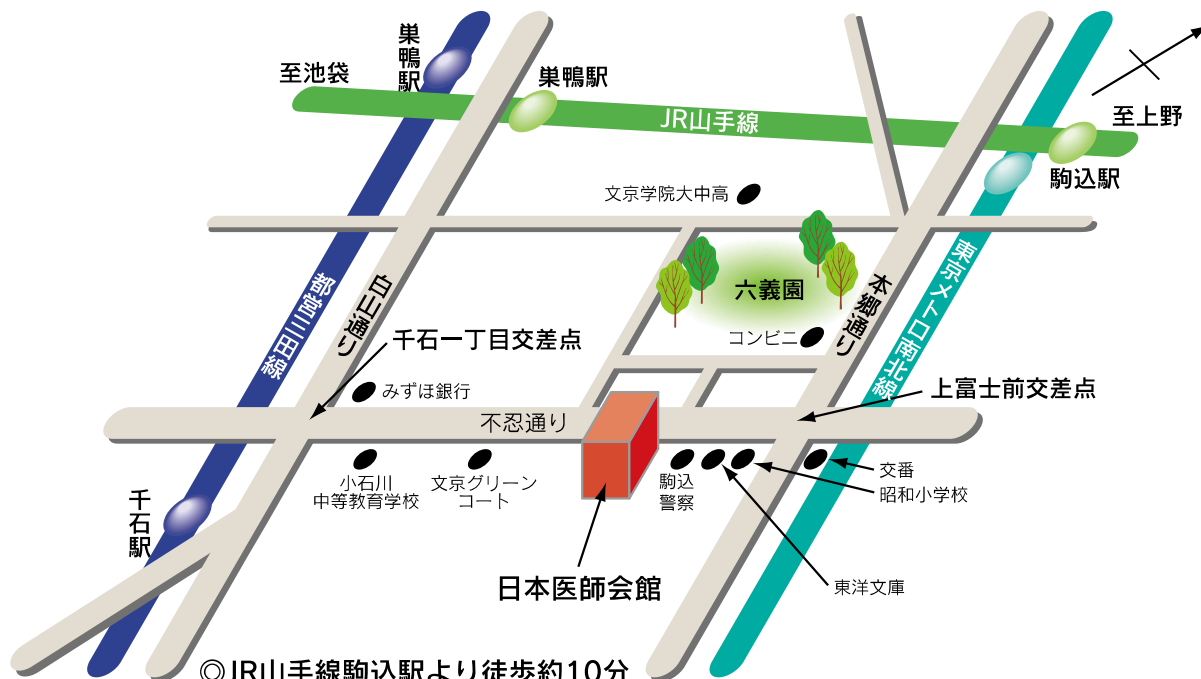 巣鴨駅
至池袋
巣鴨駅
JR山手線
至上野
駒込駅
文京学院大中高
六義園
コンビニ
都営三田線
白山通り
本郷通り
東京メトロ南北線
千石一丁目交差点
みずほ銀行
上富士前交差点
不忍通り
小石川
中等教育学校
文京グリーン
コート
駒込
警察
交番
昭和小学校
千石駅
日本医師会館
東洋文庫
◎JR山手線駒込駅より徒歩約10分